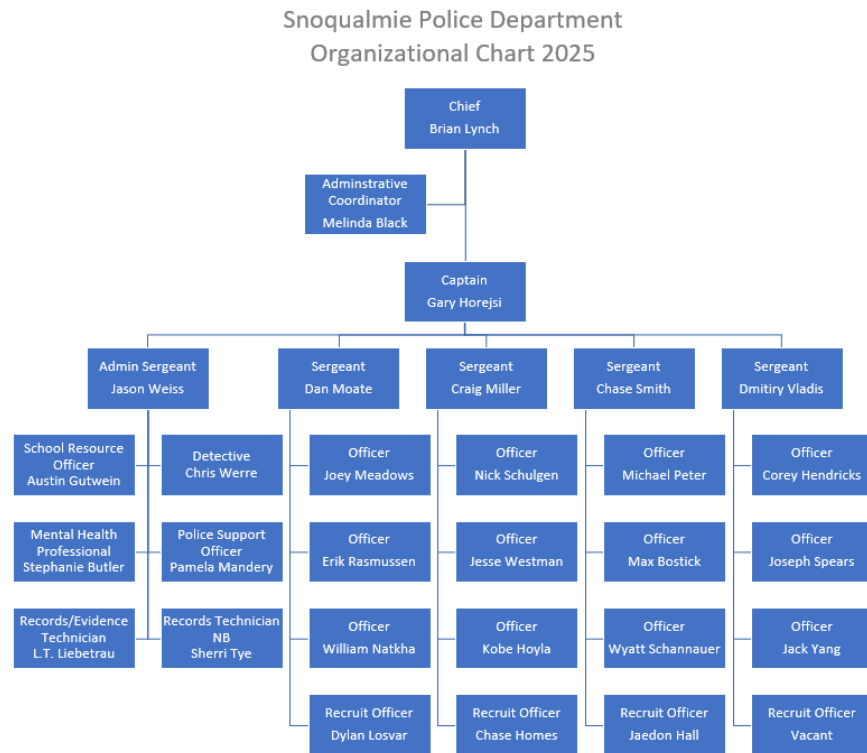 Snoqualmie Police Department
Organizational Chart 2025
Chief
Brian Lynch
Adminstrative
Coordinator
Melinda Black
Captain
Gary Horejsi
Admin Sergeant
Jason Weiss
Sergeant
Dan Moate
Sergeant
Craig Miller
Sergeant
Chase Smith
Sergeant
Dmitiry Vladis
School Resource
Officer
Austin Gutwein
Detective
Chris Werre
Officer
Joey Meadows
Officer
Nick Schulgen
Officer
Michael Peter
Officer
Corey Hendricks
Mental Health
Professional
Stephanie Butler
Police Support
Officer
Pamela Mandery
Officer
Erik Rasmussen
Officer
Jesse Westman
Officer
Max Bostick
Officer
Joseph Spears
Records/Evidence
Technician
L.T. Liebetrau
Records Technician
NB
Sherri Tye
Officer
William Natkha
Officer
Kobe Hoyla
Officer
Wyatt Schannauer
Officer
Jack Yang
Recruit Officer
Dylan Losvar
Recruit Officer
Chase Homes
Recruit Officer
Jaedon Hall
Recruit Officer
Vacant